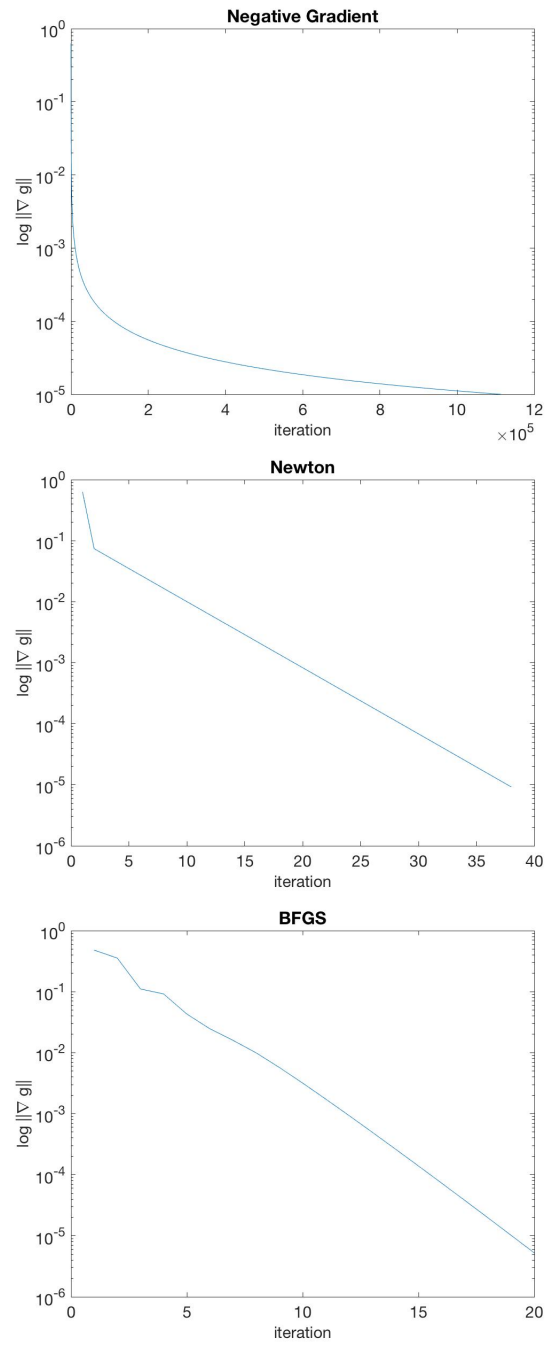 Negative Gradient
10^0
10^-1
10^-2
10^-3
10^-4
10^-5
log ||∇ g||
0 2 4 6 8 10 12
iteration
×10^5
Newton
10^0
10^-1
10^-2
10^-3
10^-4
10^-5
10^-6
log ||∇ g||
0 5 10 15 20 25 30 35 40
iteration
BFGS
10^0
10^-1
10^-2
10^-3
10^-4
10^-5
10^-6
log ||∇ g||
0 5 10 15 20
iteration